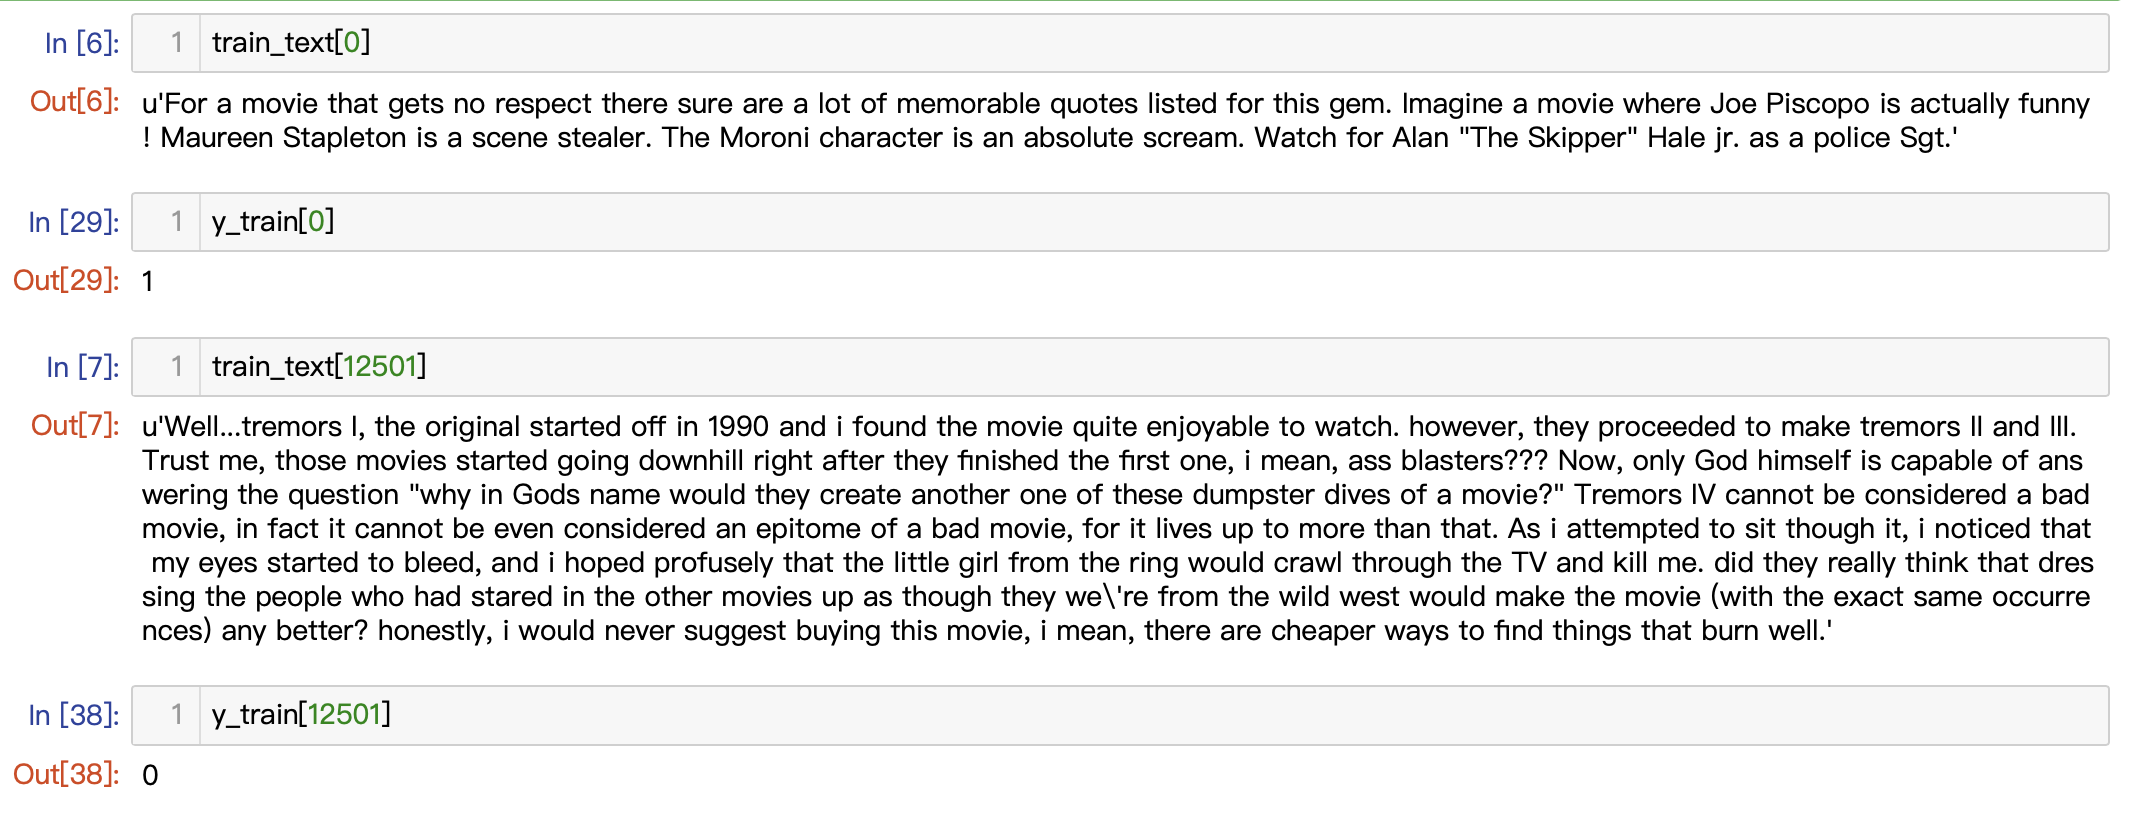 In [6]: 1 train_text[0]
Out[6]: u'For a movie that gets no respect there sure are a lot of memorable quotes listed for this gem. Imagine a movie where Joe Piscopo is actually funny
! Maureen Stapleton is a scene stealer. The Moroni character is an absolute scream. Watch for Alan "The Skipper" Hale jr. as a police Sgt.'
In [29]: 1 y_train[0]
Out[29]: 1
In [7]: 1 train_text[12501]
Out[7]: u'Well...tremors I, the original started off in 1990 and i found the movie quite enjoyable to watch. however, they proceeded to make tremors II and III.
Trust me, those movies started going downhill right after they finished the first one, i mean, ass blasters??? Now, only God himself is capable of ans
wering the question "why in Gods name would they create another one of these dumpster dives of a movie?" Tremors IV cannot be considered a bad
movie, in fact it cannot be even considered an epitome of a bad movie, for it lives up to more than that. As i attempted to sit though it, i noticed that
my eyes started to bleed, and i hoped profusely that the little girl from the ring would crawl through the TV and kill me. did they really think that dres
sing the people who had stared in the other movies up as though they we\'re from the wild west would make the movie (with the exact same occurre
nces) any better? honestly, i would never suggest buying this movie, i mean, there are cheaper ways to find things that burn well.'
In [38]: 1 y_train[12501]
Out[38]: 0